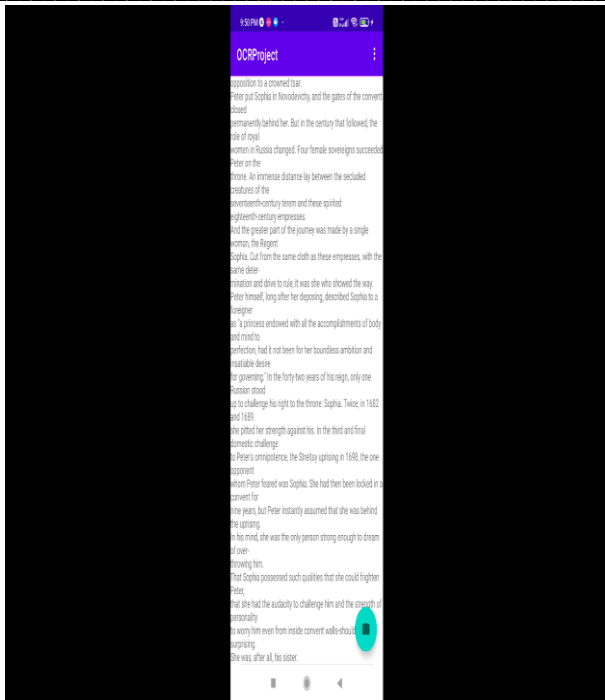 9:50 PM
OCRProject
opposition to a crowned tsar.
Peter put Sophia in Novodevichy, and the gates of the convent
closed
permanently behind her. But in the century that followed, the
role of royal
women in Russia changed. Four female sovereigns succeeded
Peter on the
throne. An immense distance lay between the secluded
creatures of the
seventeenth-century terem and these spirited
eighteenth-century empresses.
And the greater part of the journey was made by a single
woman, the Regent
Sophia. Cut from the same cloth as these empresses, with the
same deter-
mination and drive to rule, it was she who showed the way.
Peter himself, long after her deposing, described Sophia to a
foreigner
as "a princess endowed with all the accomplishments of body
and mind to
perfection, had it not been for her boundless ambition and
insatiable desire
for governing." In the forty-two years of his reign, only one
Russian stood
up to challenge his right to the throne: Sophia. Twice, in 1682
and 1689.
she pitted her strength against his. In the third and final
domestic challenge
to Peter's omnipotence, the Streltsy uprising in 1698, the one
opponent
whom Peter feared was Sophia. She had then been locked in a
convent for
nine years, but Peter instantly assumed that she was behind
the uprising.
In his mind, she was the only person strong enough to dream
of over-
throwing him.
That Sophia possessed such qualities that she could frighten
Peter,
that she had the audacity to challenge him and the strength of
personality
to worry him even from inside convent walls-should
surprising.
She was, after all, his sister.